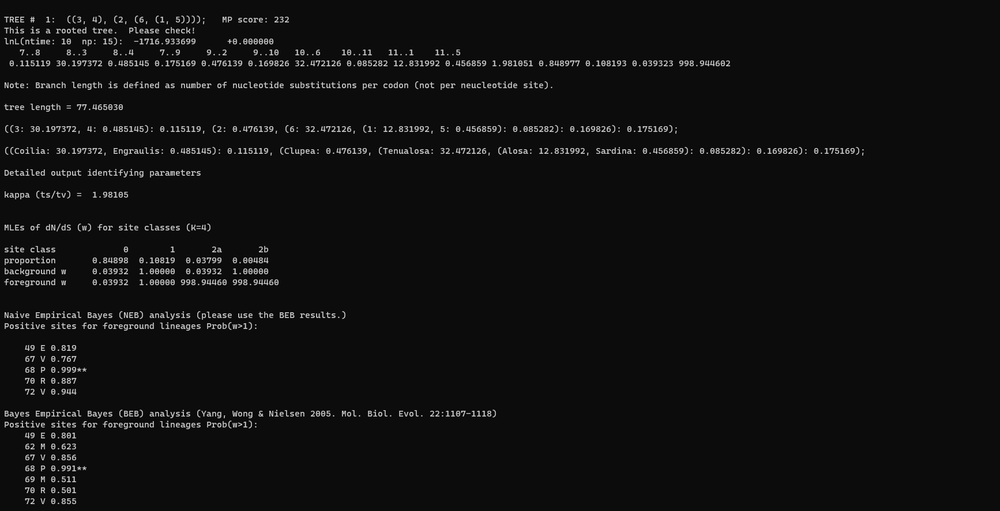 TREE #  1:  ((3, 4), (2, (6, (1, 5))));   MP score: 232
This is a rooted tree.  Please check!
lnL(ntime: 10  np: 15):  -1716.933699      +0.000000
   7..8     8..3     8..4     7..9     9..2     9..10   10..6    10..11   11..1    11..5
 0.115119 30.197372 0.485145 0.175169 0.476139 0.169826 32.472126 0.085282 12.831992 0.456859 1.981051 0.848977 0.108193 0.039323 998.944602
Note: Branch length is defined as number of nucleotide substitutions per codon (not per neucleotide site).
tree length = 77.465030
((3: 30.197372, 4: 0.485145): 0.115119, (2: 0.476139, (6: 32.472126, (1: 12.831992, 5: 0.456859): 0.085282): 0.169826): 0.175169);
((Coilia: 30.197372, Engraulis: 0.485145): 0.115119, (Clupea: 0.476139, (Tenualosa: 32.472126, (Alosa: 12.831992, Sardina: 0.456859): 0.085282): 0.169826): 0.175169);
Detailed output identifying parameters
kappa (ts/tv) =  1.98105
MLEs of dN/dS (w) for site classes (K=4)
site class             0        1       2a       2b
proportion       0.84898  0.10819  0.03799  0.00484
background w     0.03932  1.00000  0.03932  1.00000
foreground w     0.03932  1.00000 998.94460 998.94460
Naive Empirical Bayes (NEB) analysis (please use the BEB results.)
Positive sites for foreground lineages Prob(w>1):
49 E 0.819
67 V 0.767
68 P 0.999**
70 R 0.887
72 V 0.944
Bayes Empirical Bayes (BEB) analysis (Yang, Wong & Nielsen 2005. Mol. Biol. Evol. 22:1107-1118)
Positive sites for foreground lineages Prob(w>1):
49 E 0.801
62 M 0.623
67 V 0.856
68 P 0.991**
69 M 0.511
70 R 0.501
72 V 0.855